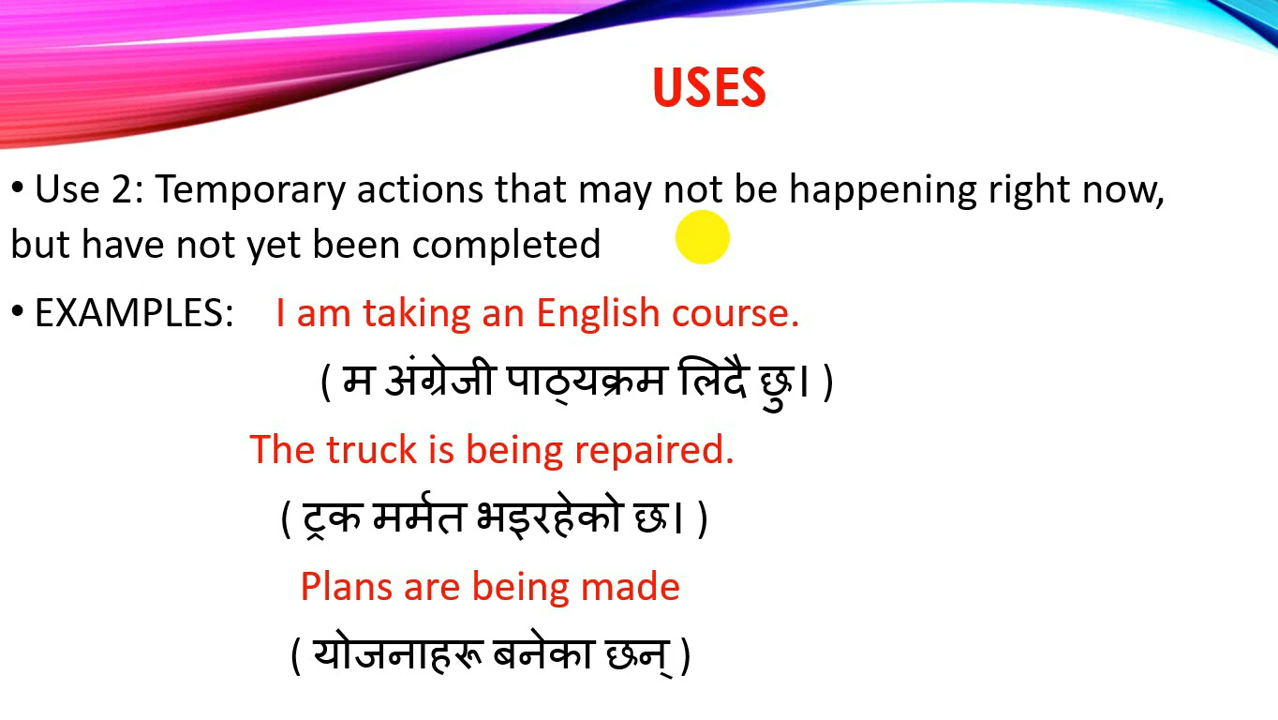 USES
• Use 2: Temporary actions that may not be happening right now,
but have not yet been completed
• EXAMPLES: I am taking an English course.
( म अंग्रेजी पाठ्यक्रम लिदै छु। )
The truck is being repaired.
( ट्रक मर्मत भइरहेको छ। )
Plans are being made
( योजनाहरू बनेका छन् )